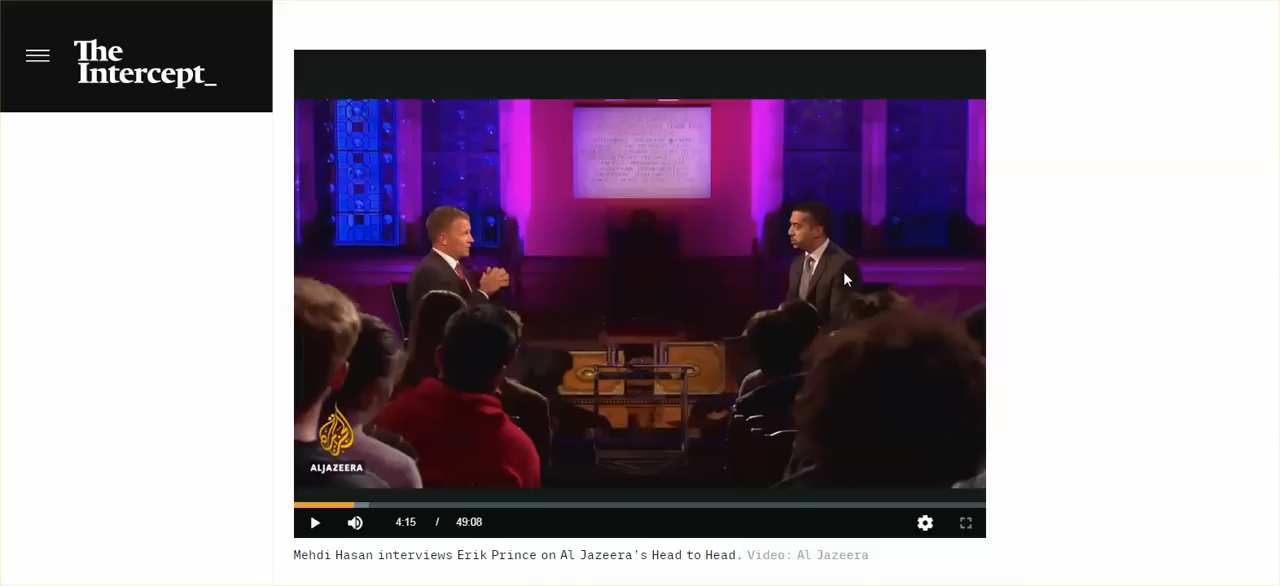 The
Intercept_
ALJAZEERA
4:15 / 49:08
Mehdi Hasan interviews Erik Prince on Al Jazeera's Head to Head. Video: Al Jazeera